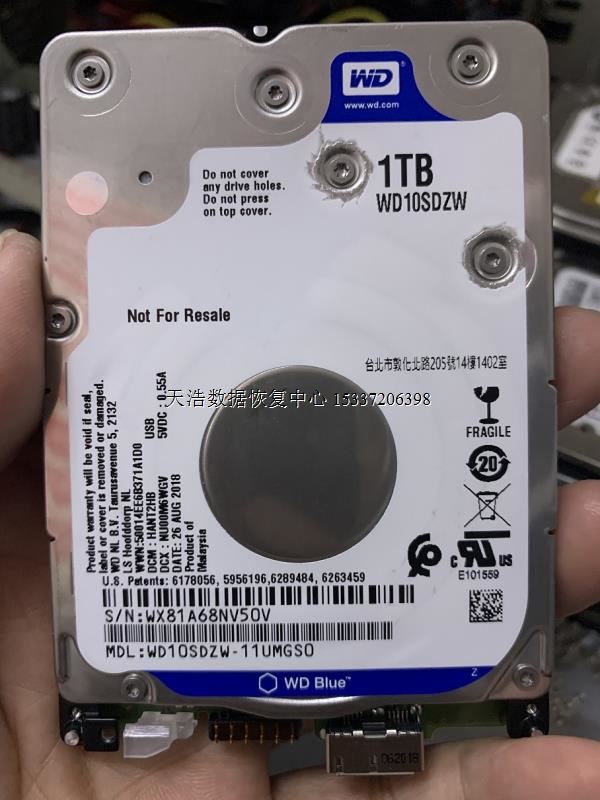 WD
www.wd.com
Do not cover
any drive holes.
Do not press
on top cover.
1TB
WD10SDZW
Not For Resale
台北市敦化北路205號14樓1402室
天浩数据恢复中心 15337206398
Product warranty will be void if seal,
label or cover is removed or damaged.
WD NL B.V. Taurusavenue 5, 2132
LS Hoofddorp NL
WWN:50014EE6B371A1D0
DCM: HANT2HB
DCX: NU00M6WGV
DATE: 26 AUG 2018
Product of
Malaysia
USB
5VDC : 0.55A
FRAGILE
20
c UL US
E101559
U.S. Patents: 6178056, 5956196,6289484, 6263459
S/N:WX81A68NV50V
MDL:WD10SDZW-11UMGS0
WD Blue™
Z
062018